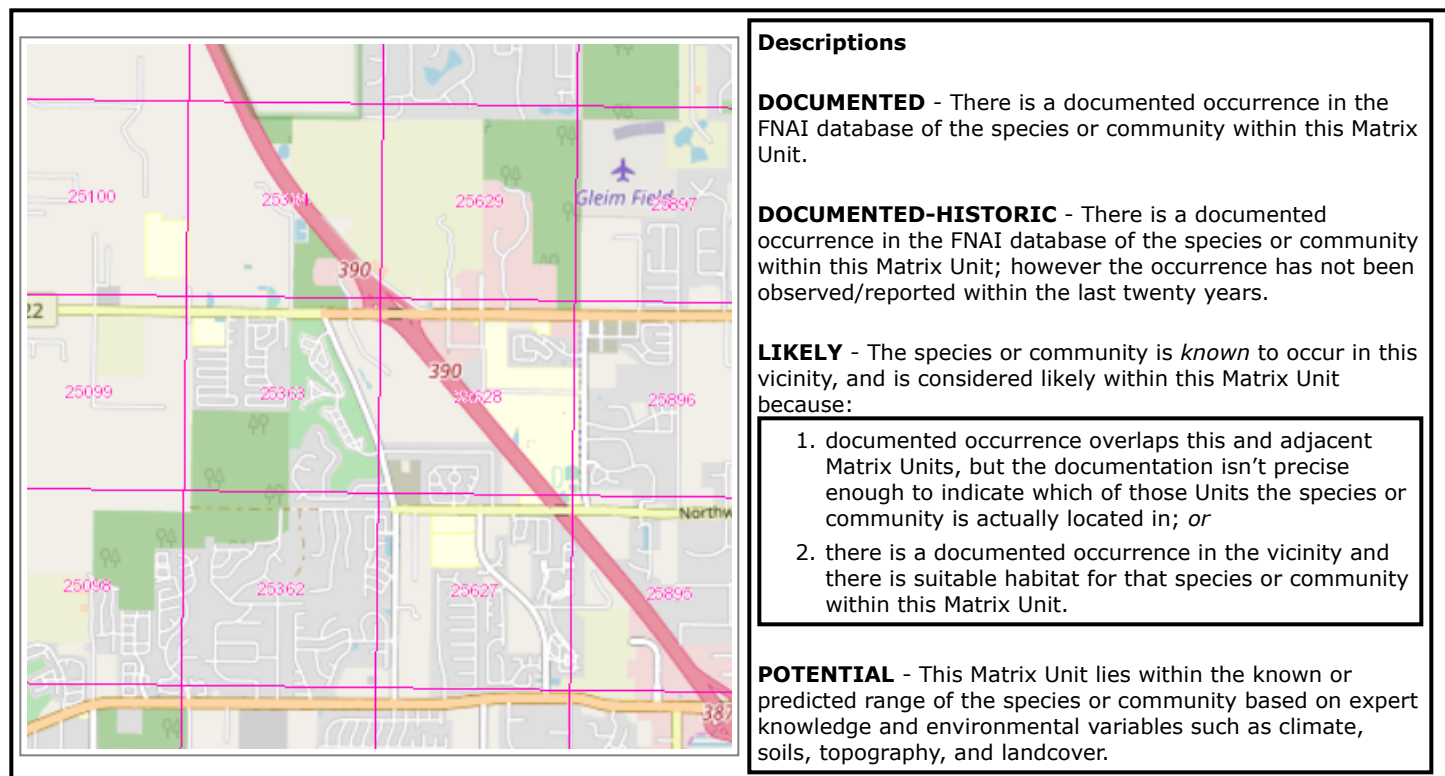 25100
25629
Gleim Field
25897
390
22
390
25099
25363
25896
Northw
25098
25362
25627
25895
387
Descriptions
DOCUMENTED - There is a documented occurrence in the
FNAI database of the species or community within this Matrix
Unit.
DOCUMENTED-HISTORIC - There is a documented
occurrence in the FNAI database of the species or community
within this Matrix Unit; however the occurrence has not been
observed/reported within the last twenty years.
LIKELY - The species or community is known to occur in this
vicinity, and is considered likely within this Matrix Unit
because:
1. documented occurrence overlaps this and adjacent
Matrix Units, but the documentation isn’t precise
enough to indicate which of those Units the species or
community is actually located in; or
2. there is a documented occurrence in the vicinity and
there is suitable habitat for that species or community
within this Matrix Unit.
POTENTIAL - This Matrix Unit lies within the known or
predicted range of the species or community based on expert
knowledge and environmental variables such as climate,
soils, topography, and landcover.